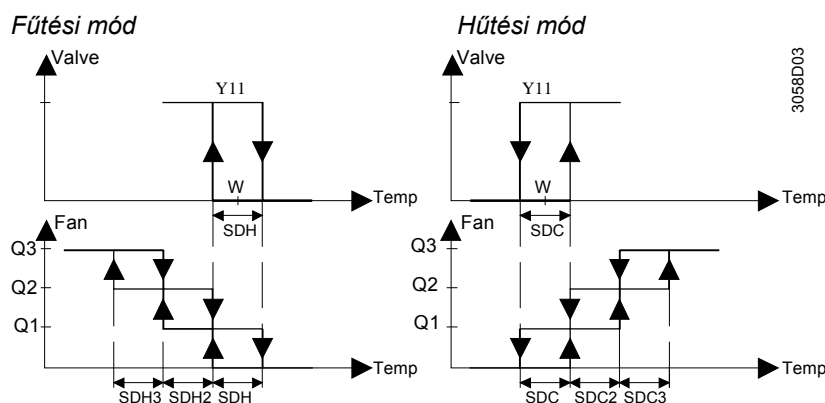 Fűtési mód
Hűtési mód
Valve
Valve
3058D03
Y11
Y11
W
Temp
W
Temp
SDH
SDC
Fan
Fan
Q3
Q3
Q2
Q2
Q1
Q1
Temp
Temp
SDH3 SDH2 SDH
SDC SDC2 SDC3